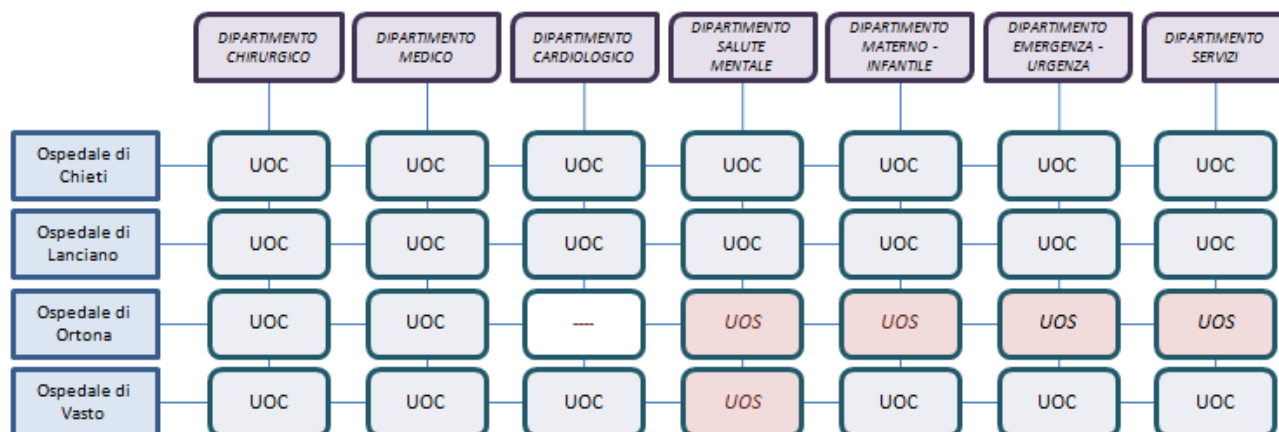 DIPARTIMENTO
CHIRURGICO
DIPARTIMENTO
MEDICO
DIPARTIMENTO
CARDIOLOGICO
DIPARTIMENTO
SALUTE
MENTALE
DIPARTIMENTO
MATERNO -
INFANTILE
DIPARTIMENTO
EMERGENZA -
URGENZA
DIPARTIMENTO
SERVIZI
Ospedale di
Chieti
UOC UOC UOC UOC UOC UOC UOC
Ospedale di
Lanciano
UOC UOC UOC UOC UOC UOC UOC
Ospedale di
Ortona
UOC UOC ---- UOS UOS UOS UOS
Ospedale di
Vasto
UOC UOC UOC UOS UOC UOC UOC